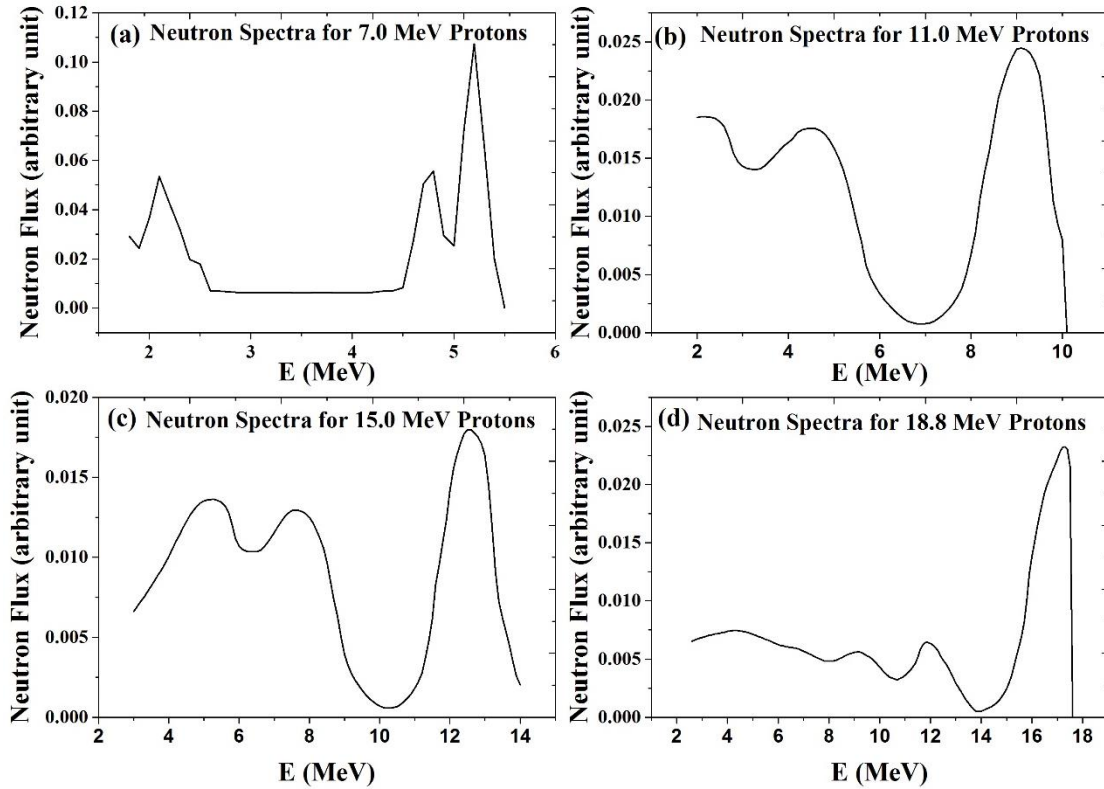 (a) Neutron Spectra for 7.0 MeV Protons
Neutron Flux (arbitrary unit)
0.12
0.10
0.08
0.06
0.04
0.02
0.00
2 3 4 5 6
E (MeV)
(b) Neutron Spectra for 11.0 MeV Protons
Neutron Flux (arbitrary unit)
0.025
0.020
0.015
0.010
0.005
0.000
2 4 6 8 10
E (MeV)
(c) Neutron Spectra for 15.0 MeV Protons
Neutron Flux (arbitrary unit)
0.020
0.015
0.010
0.005
0.000
2 4 6 8 10 12 14
E (MeV)
(d) Neutron Spectra for 18.8 MeV Protons
Neutron Flux (arbitrary unit)
0.025
0.020
0.015
0.010
0.005
0.000
2 4 6 8 10 12 14 16 18
E (MeV)